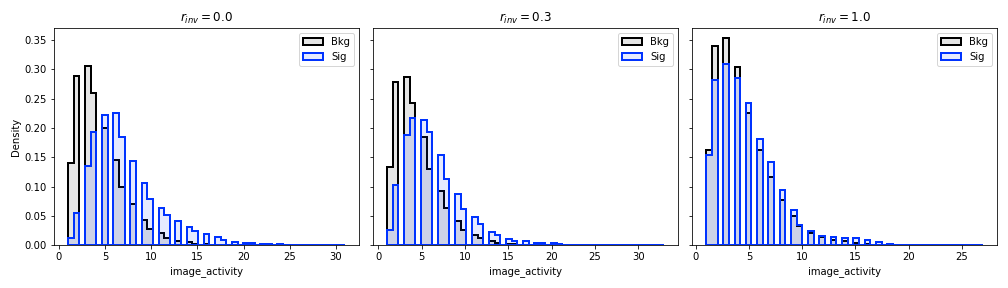 r_inv = 0.0
r_inv = 0.3
r_inv = 1.0
Density
0.35
0.30
0.25
0.20
0.15
0.10
0.05
0.00
Bkg
Sig
Bkg
Sig
Bkg
Sig
0 5 10 15 20 25 30
0 5 10 15 20 25 30
0 5 10 15 20 25
image_activity
image_activity
image_activity